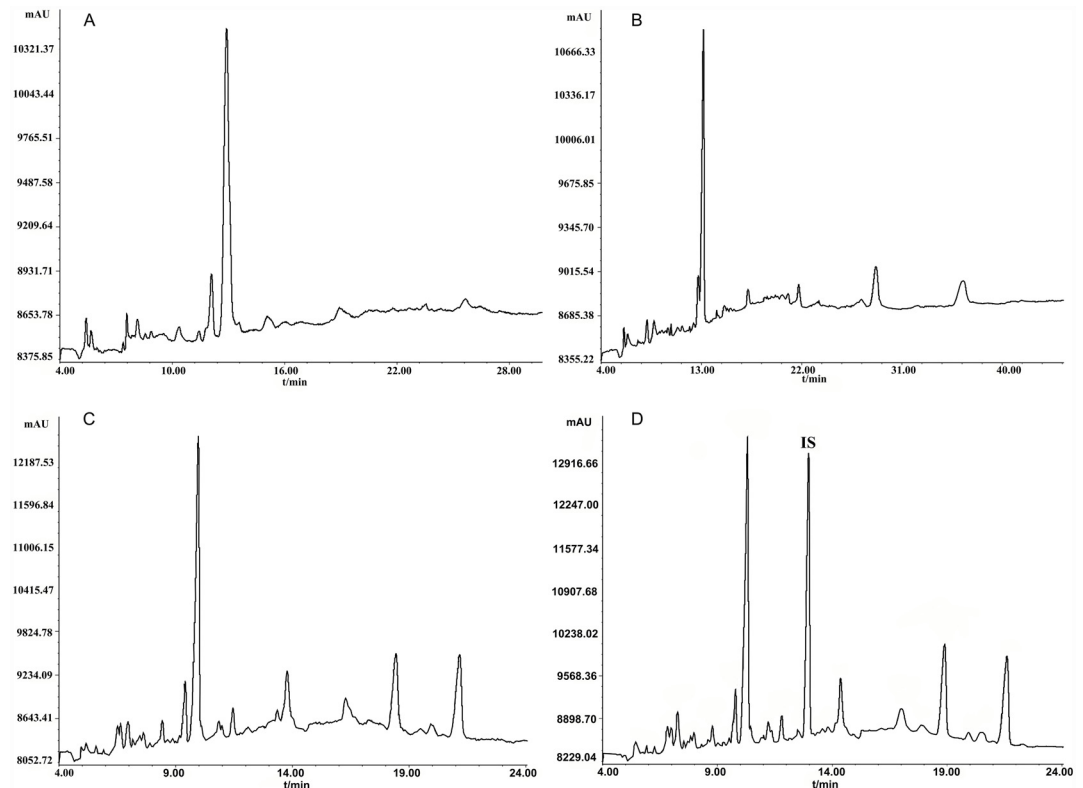 mAU
A
10321.37
10043.44
9765.51
9487.58
9209.64
8931.71
8653.78
8375.85
4.00 10.00 16.00 22.00 28.00
t/min
mAU
B
10666.33
10336.17
10006.01
9675.85
9345.70
9015.54
8685.38
8355.22
4.00 13.00 22.00 31.00 40.00
t/min
mAU
C
12187.53
11596.84
11006.15
10415.47
9824.78
9234.09
8643.41
8052.72
4.00 9.00 14.00 19.00 24.00
t/min
mAU
D
IS
12916.66
12247.00
11577.34
10907.68
10238.02
9568.36
8898.70
8229.04
4.00 9.00 14.00 19.00 24.00
t/min